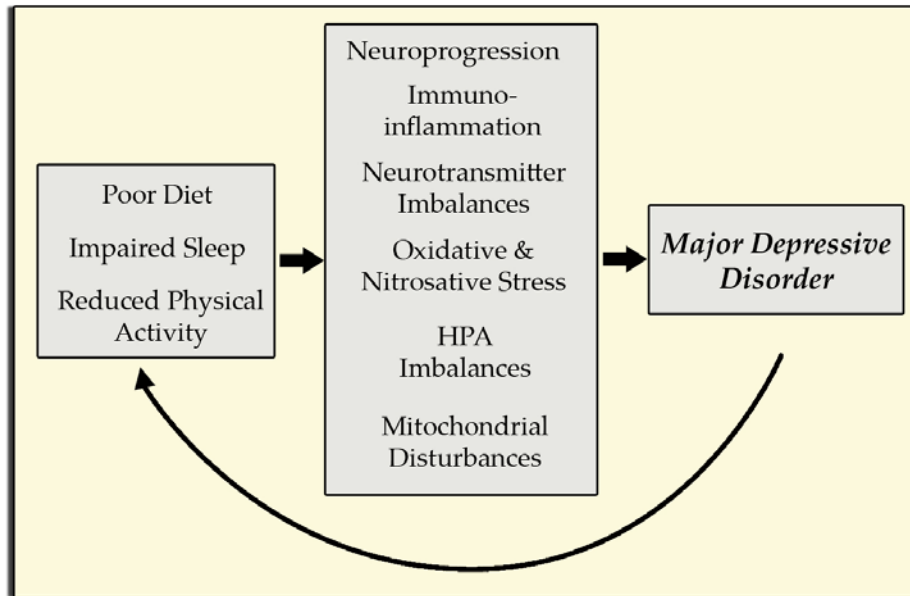 Poor Diet
Impaired Sleep
Reduced Physical
Activity
Neuroprogression
Immuno-
inflammation
Neurotransmitter
Imbalances
Oxidative &
Nitrosative Stress
HPA
Imbalances
Mitochondrial
Disturbances
Major Depressive
Disorder